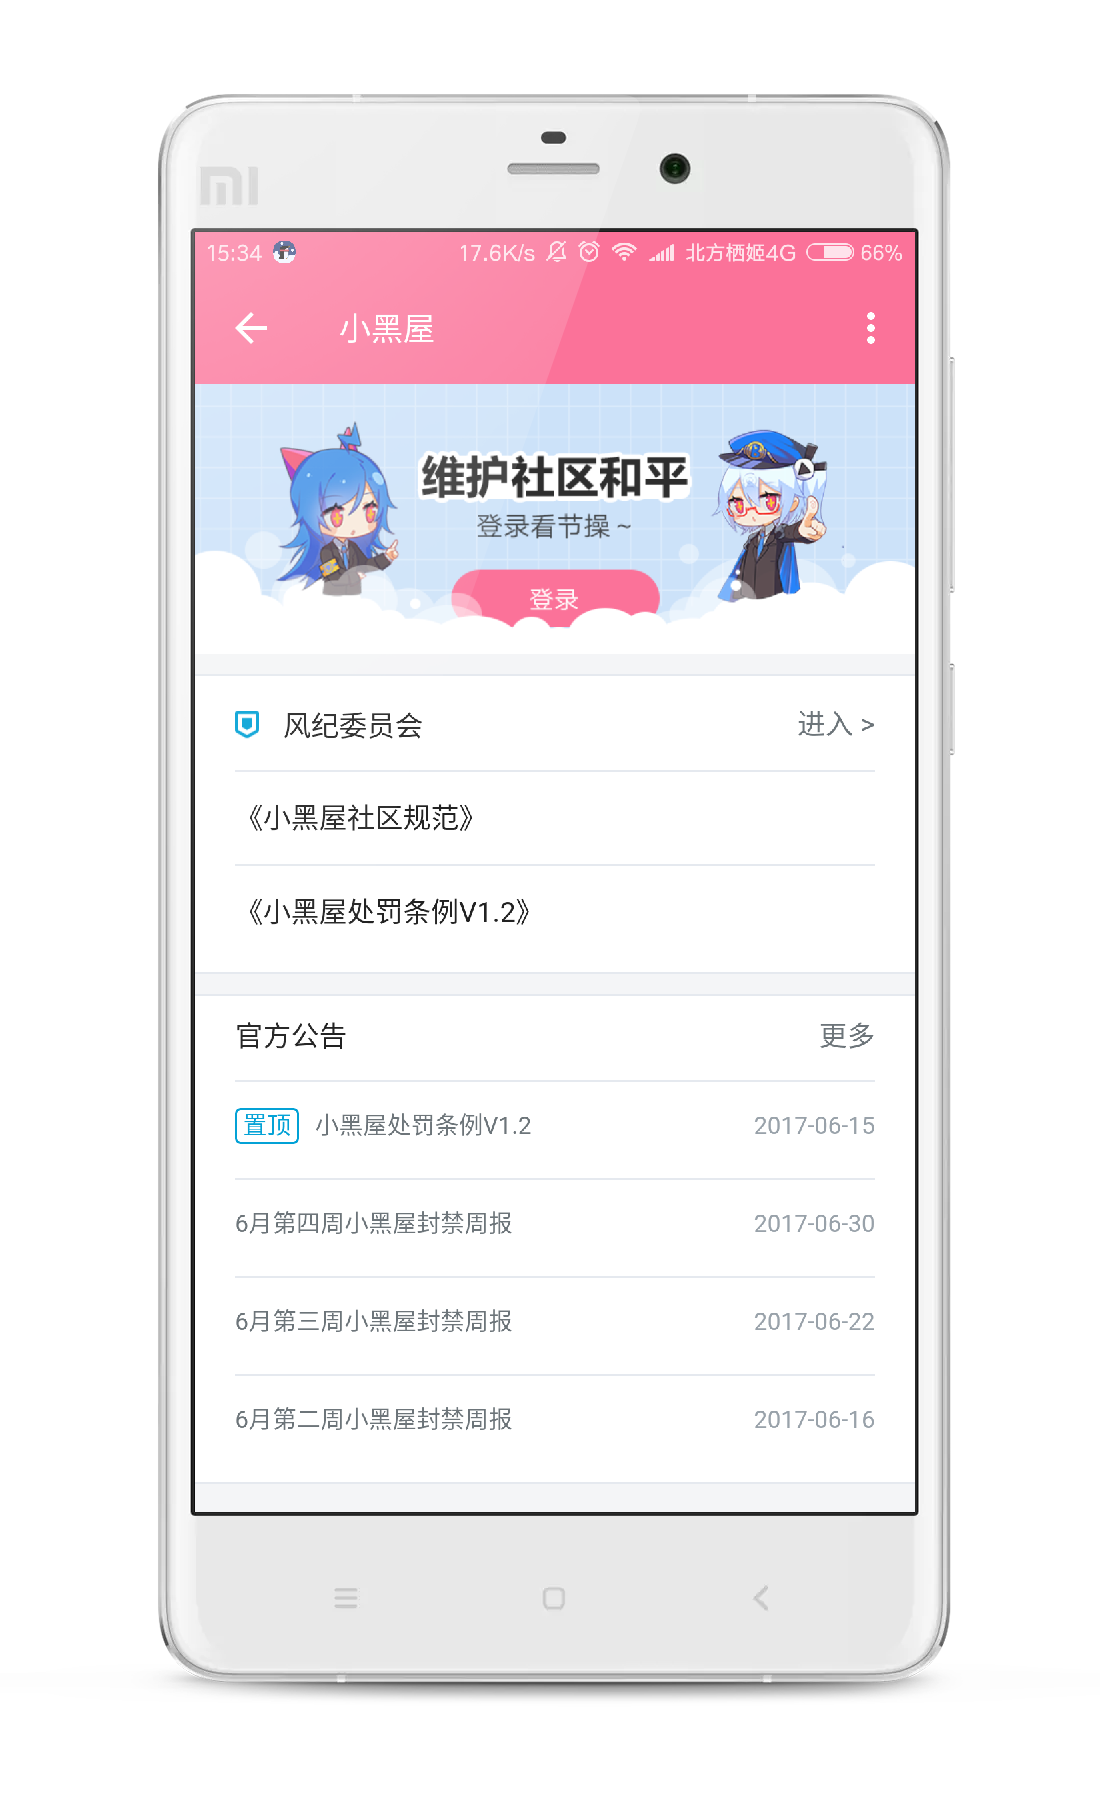 MI
15:34 17.6K/s 北方栖姬4G 66%
小黑屋
维护社区和平
登录看节操 ~
登录
风纪委员会 进入 >
《小黑屋社区规范》
《小黑屋处罚条例V1.2》
官方公告 更多
置顶 小黑屋处罚条例V1.2 2017-06-15
6月第四周小黑屋封禁周报 2017-06-30
6月第三周小黑屋封禁周报 2017-06-22
6月第二周小黑屋封禁周报 2017-06-16